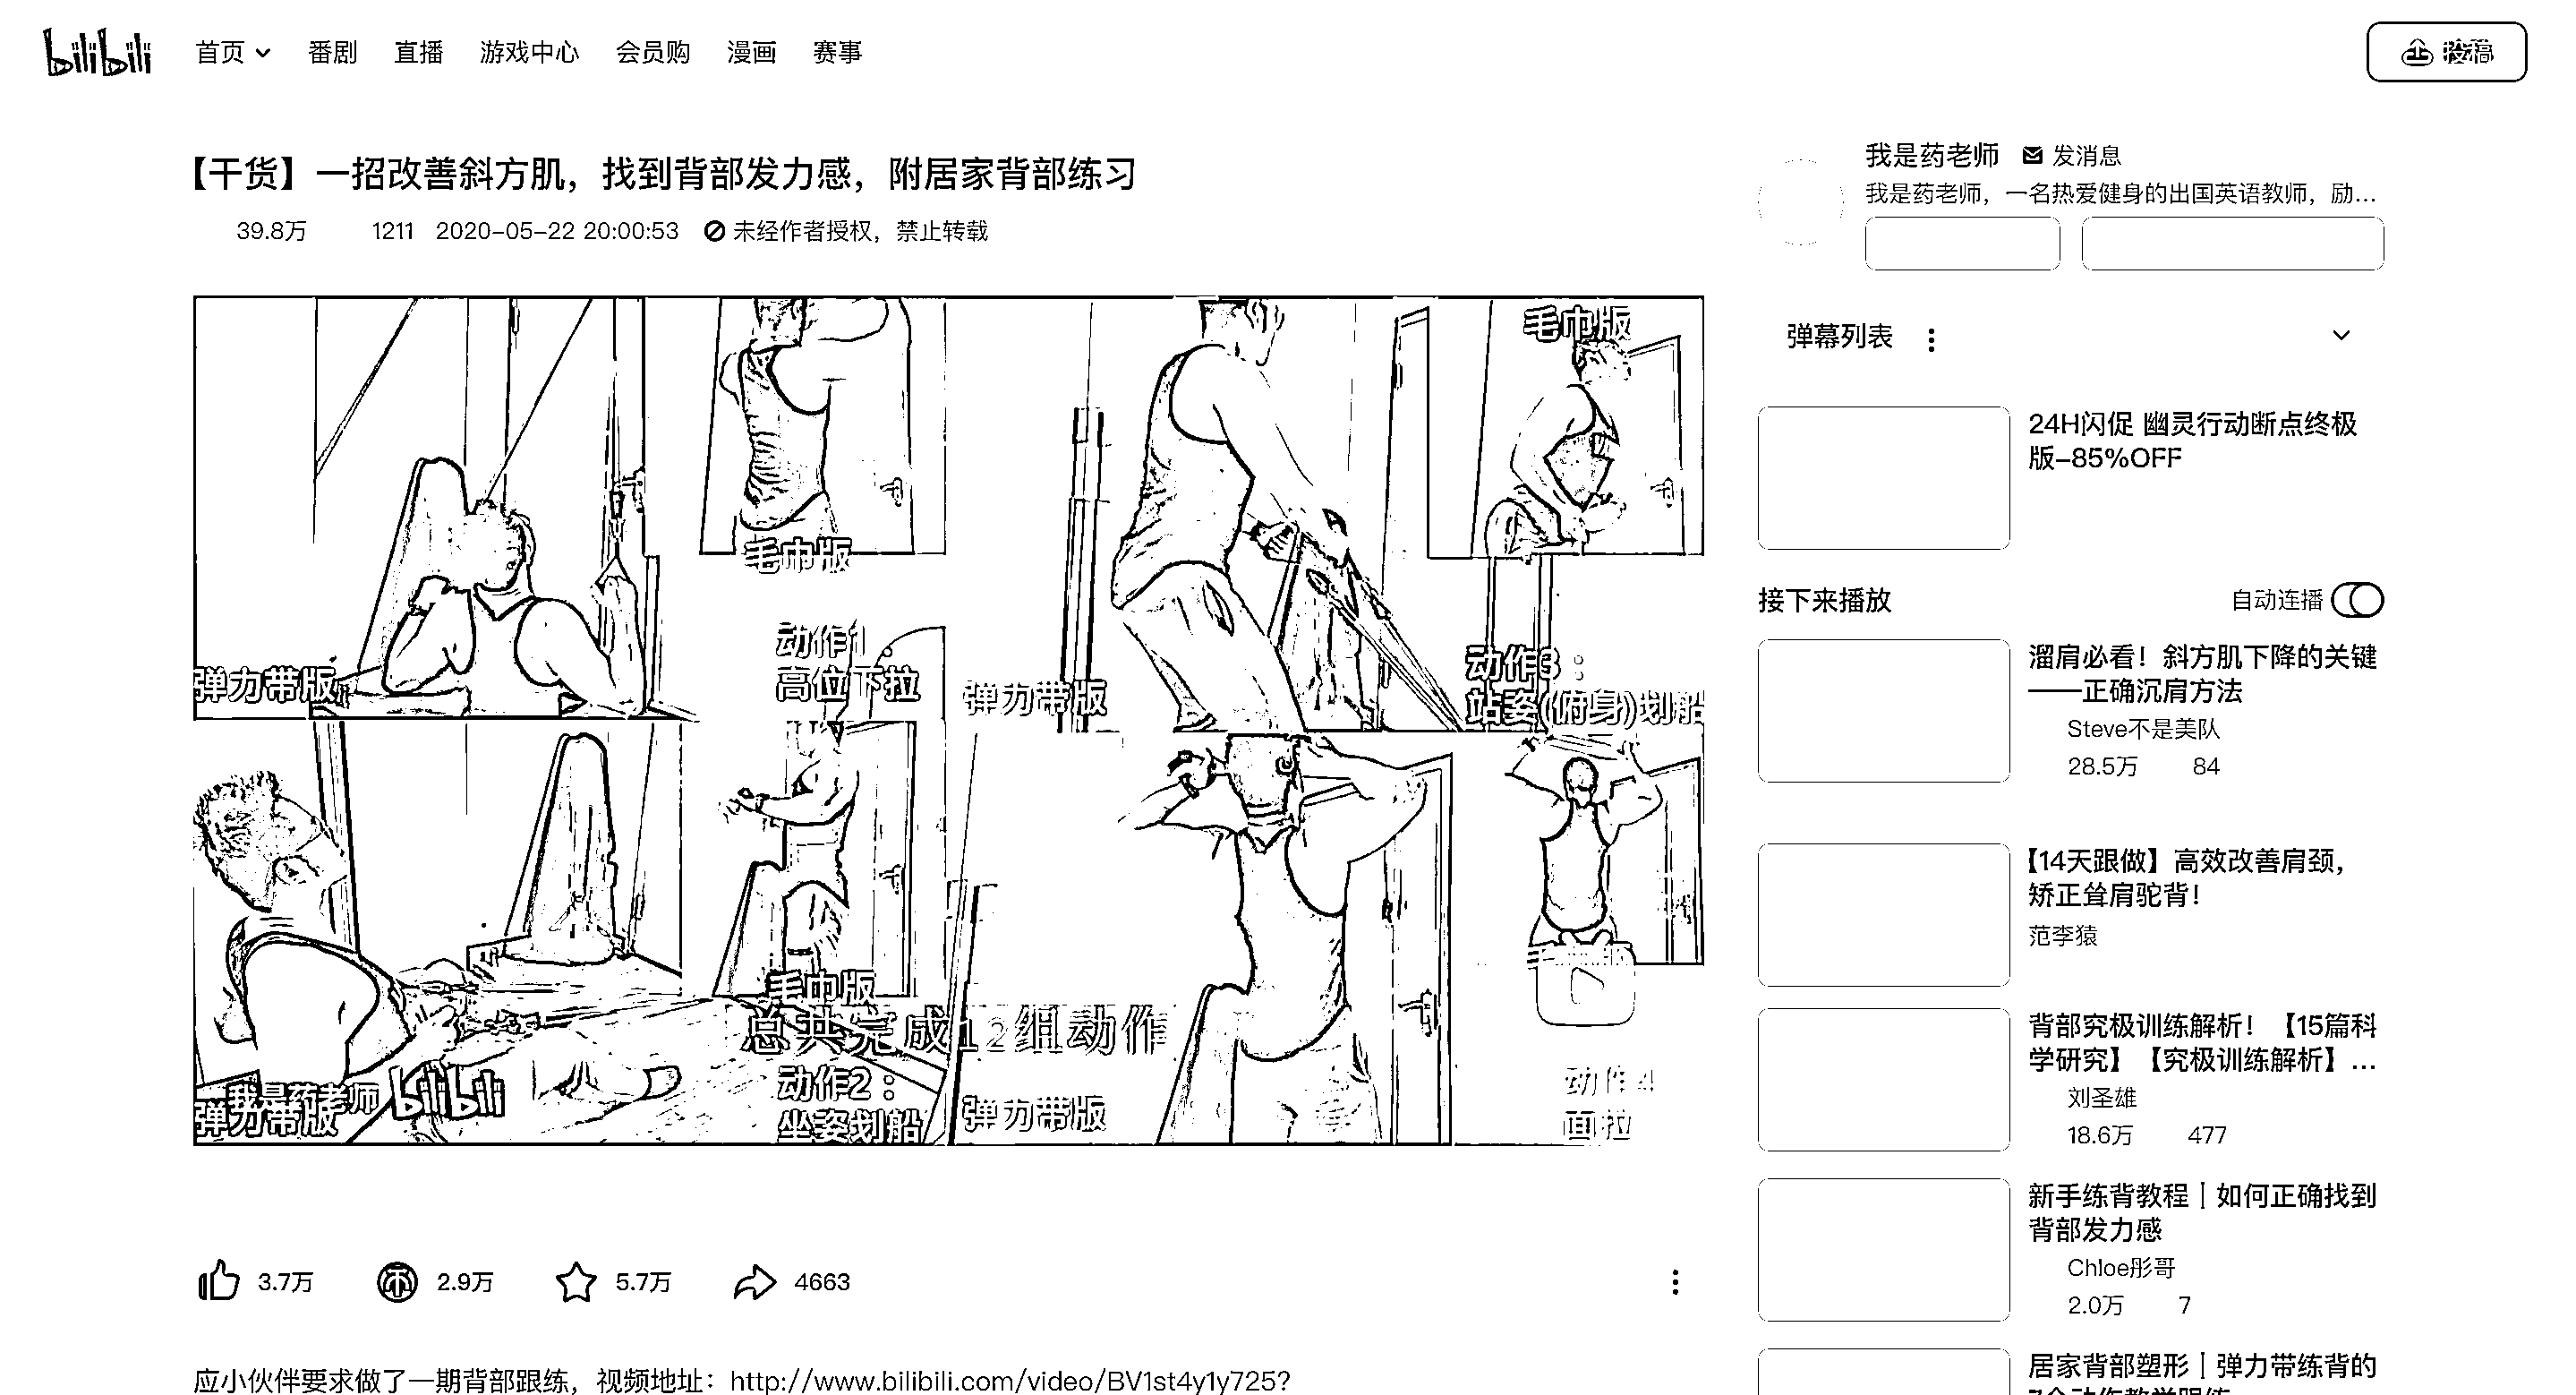 bilibili 首页 番剧 直播 游戏中心 会员购 漫画 赛事 投稿
【干货】一招改善斜方肌，找到背部发力感，附居家背部练习
39.8万 1211 2020-05-22 20:00:53 未经作者授权，禁止转载
毛巾版
动作1：
高位下拉
弹力带版
毛巾版
动作3：
站姿(俯身)划船
弹力带版
毛巾版
总共完成12组动作
动作2：
坐姿划船
我是药老师 bilibili
弹力带版
动作4
面拉
弹力带版
3.7万 2.9万 5.7万 4663
应小伙伴要求做了一期背部跟练，视频地址：http://www.bilibili.com/video/BV1st4y1y725?
我是药老师 发消息
我是药老师，一名热爱健身的出国英语教师，励...
弹幕列表
24H闪促 幽灵行动断点终极
版-85%OFF
接下来播放 自动连播
溜肩必看！斜方肌下降的关键
——正确沉肩方法
Steve不是美队
28.5万 84
【14天跟做】高效改善肩颈，
矫正耸肩驼背！
范李猿
背部究极训练解析！【15篇科
学研究】【究极训练解析】...
刘圣雄
18.6万 477
新手练背教程｜如何正确找到
背部发力感
Chloe彤哥
2.0万 7
居家背部塑形｜弹力带练背的